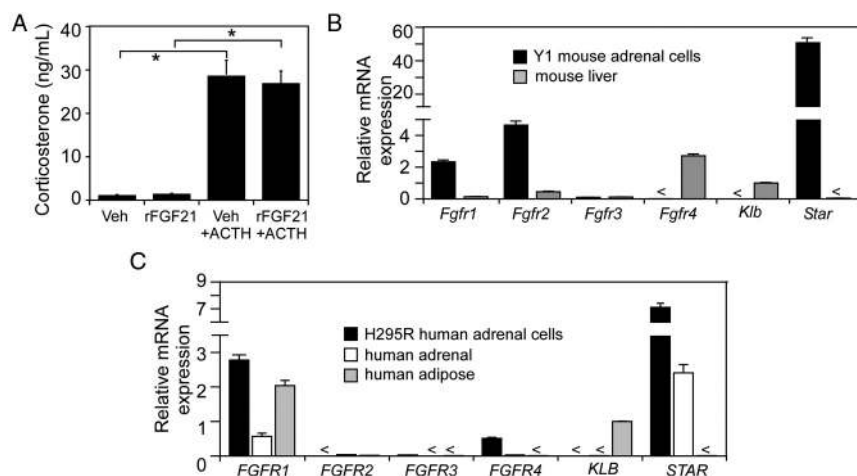 A
Corticosterone (ng/mL)
40
30
20
10
0
*
*
Veh
rFGF21
Veh
+ACTH
rFGF21
+ACTH
B
Relative mRNA
expression
60
50
40
30
20
4
2
0
Y1 mouse adrenal cells
mouse liver
<
<
<
Fgfr1
Fgfr2
Fgfr3
Fgfr4
Klb
Star
C
Relative mRNA
expression
9
7
5
3
2
1
0
H295R human adrenal cells
human adrenal
human adipose
<
< <
<
< <
<
FGFR1
FGFR2
FGFR3
FGFR4
KLB
STAR